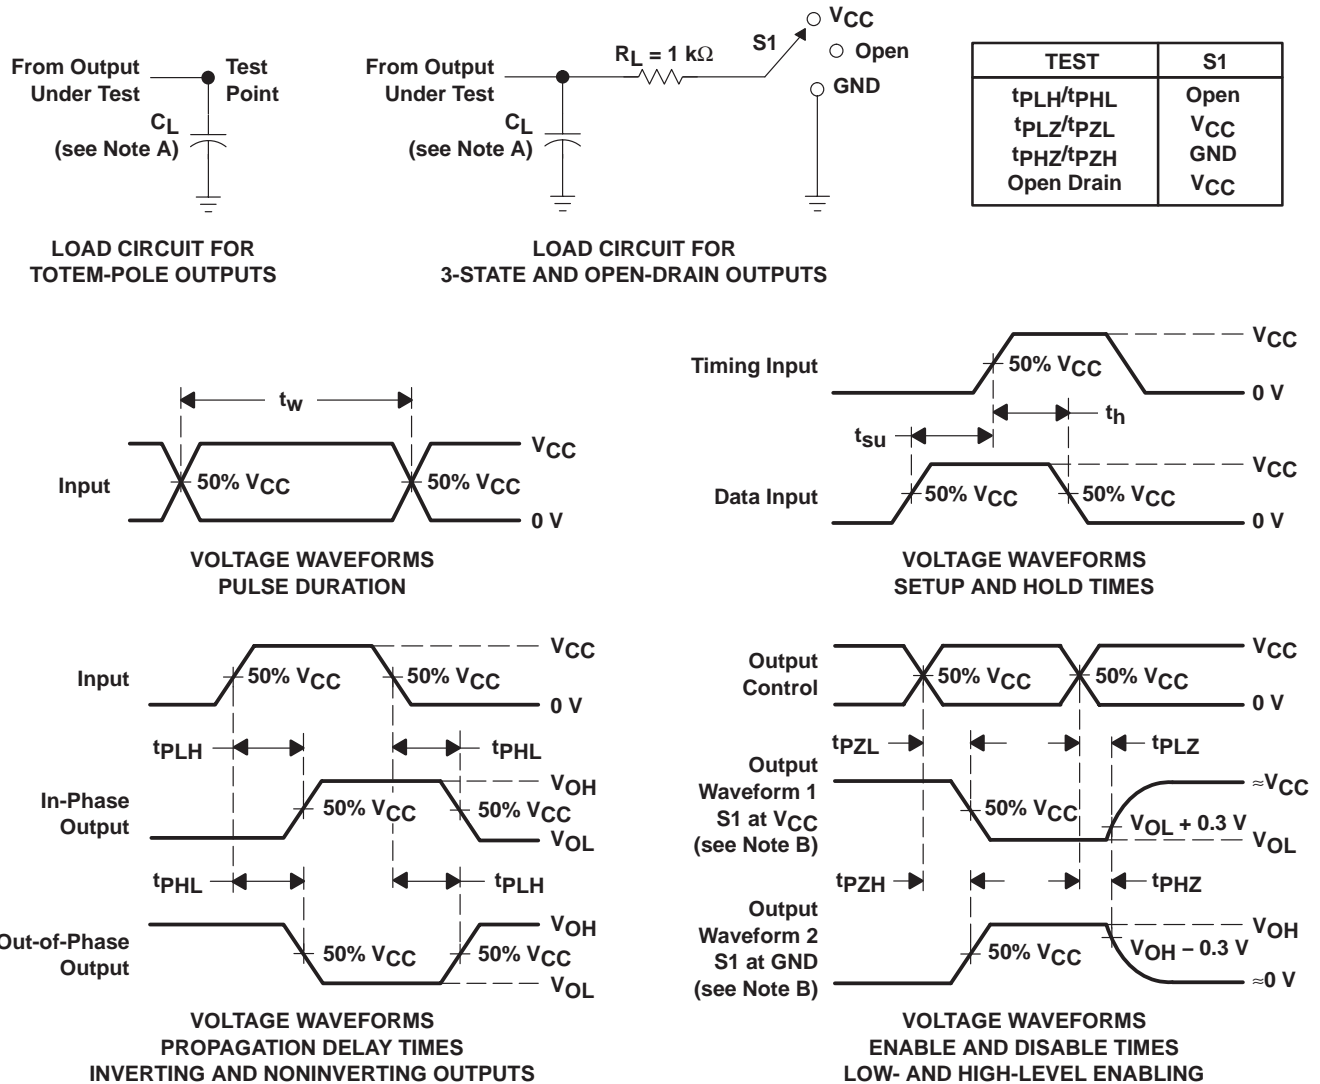 From Output
Under Test
Test
Point
CL
(see Note A)
LOAD CIRCUIT FOR
TOTEM-POLE OUTPUTS
From Output
Under Test
RL = 1 kΩ
S1
VCC
Open
GND
CL
(see Note A)
LOAD CIRCUIT FOR
3-STATE AND OPEN-DRAIN OUTPUTS
TEST S1
tPLH/tPHL Open
tPLZ/tPZL VCC
tPHZ/tPZH GND
Open Drain VCC
tw
Input
50% VCC
50% VCC
VCC
0 V
VOLTAGE WAVEFORMS
PULSE DURATION
Timing Input
50% VCC
VCC
0 V
tsu
th
Data Input
50% VCC
50% VCC
VCC
0 V
VOLTAGE WAVEFORMS
SETUP AND HOLD TIMES
Input
50% VCC
50% VCC
VCC
0 V
tPLH
tPHL
In-Phase
Output
50% VCC
50% VCC
VOH
VOL
tPHL
tPLH
Out-of-Phase
Output
50% VCC
50% VCC
VOH
VOL
VOLTAGE WAVEFORMS
PROPAGATION DELAY TIMES
INVERTING AND NONINVERTING OUTPUTS
Output
Control
50% VCC
50% VCC
VCC
0 V
tPZL
tPLZ
Output
Waveform 1
S1 at VCC
(see Note B)
50% VCC
≈VCC
VOL + 0.3 V
VOL
tPZH
tPHZ
Output
Waveform 2
S1 at GND
(see Note B)
50% VCC
VOH
VOH − 0.3 V
≈0 V
VOLTAGE WAVEFORMS
ENABLE AND DISABLE TIMES
LOW- AND HIGH-LEVEL ENABLING